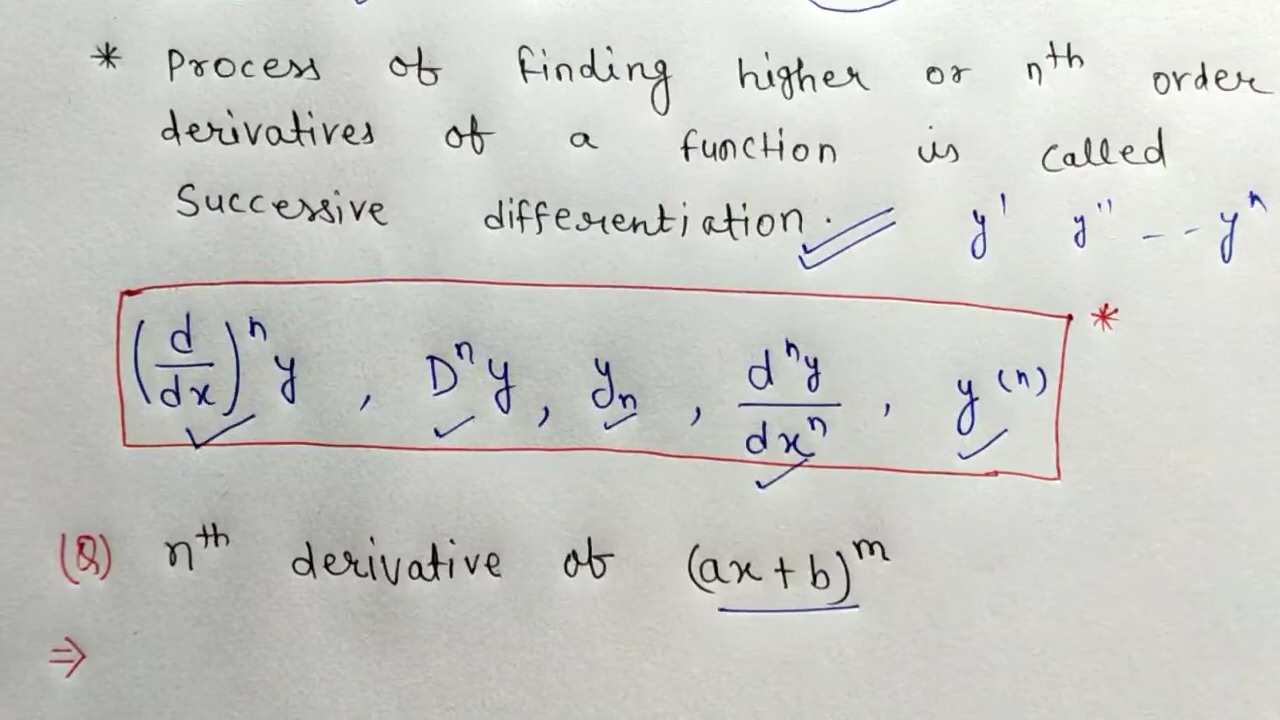 * Process of finding higher or nᵗʰ order
derivatives of a function is called
Successive differentiation. y' y'' -- yⁿ
(d/dx)ⁿ y , Dⁿy , yₙ , dⁿy/dxⁿ , y⁽ⁿ⁾ *
(Q) nᵗʰ derivative of (ax+b)ᵐ
⇒